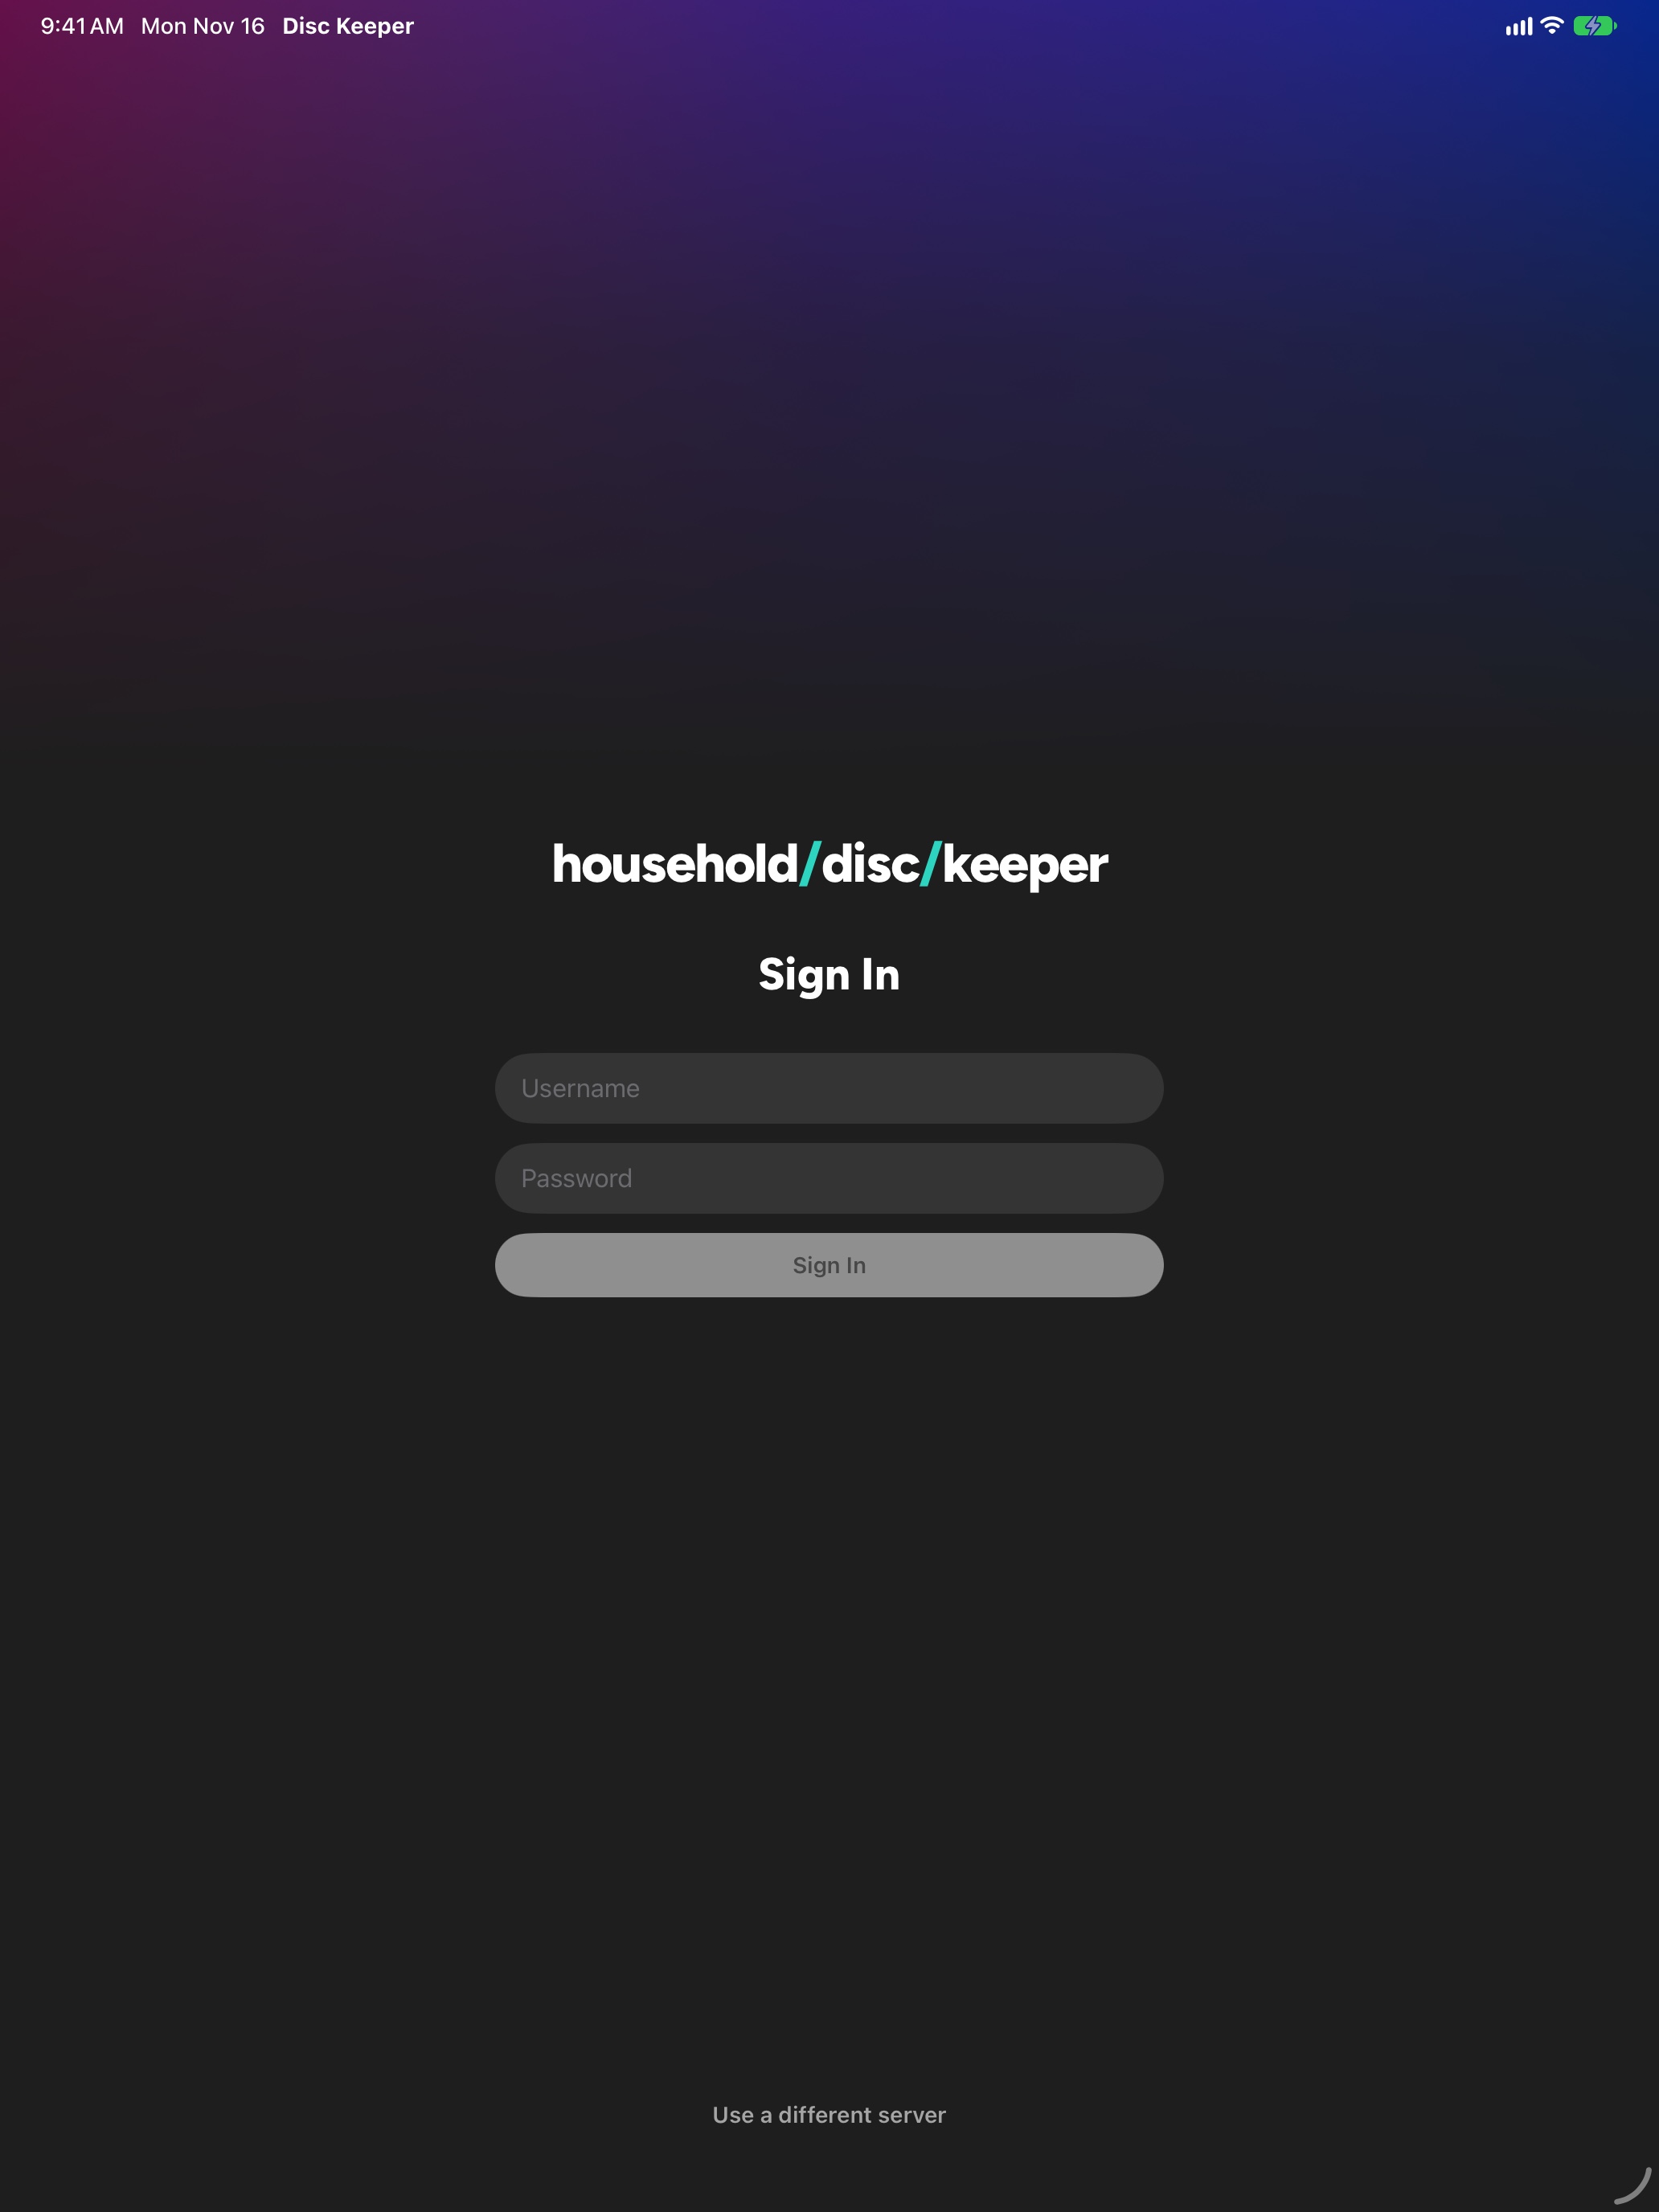 9:41 AM Mon Nov 16 Disc Keeper
household/disc/keeper
Sign In
Username
Password
Sign In
Use a different server